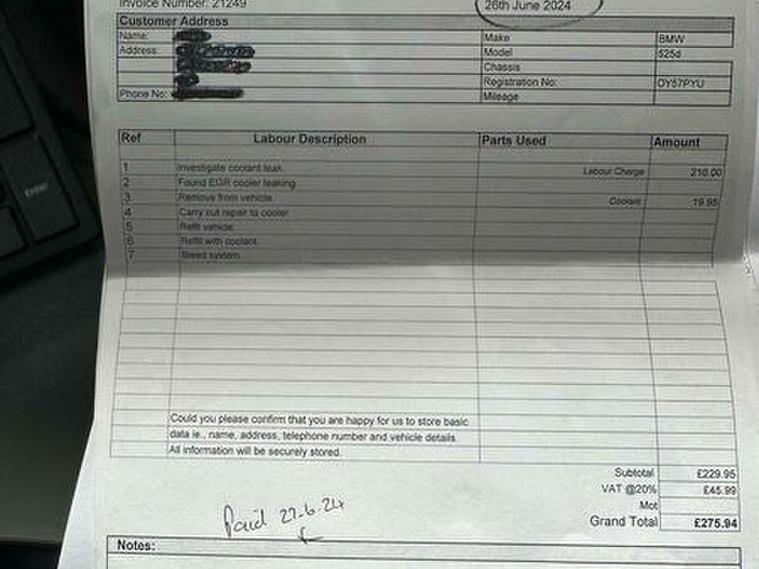 Invoice Number: 21249
26th June 2024
Customer Address
Name:
Make BMW
Address:
Model 525d
Chassis
Registration No: OY57PYU
Phone No:
Mileage
Ref Labour Description Parts Used Amount
1 Investigate coolant leak. Labour Charge 210.00
2 Found EGR cooler leaking
3 Remove from vehicle. Coolant 19.95
4 Carry out repair to cooler
5 Refit vehicle.
6 Refill with coolant.
7 Bleed system.
Could you please confirm that you are happy for us to store basic
data ie., name, address, telephone number and vehicle details.
All information will be securely stored.
Subtotal £229.95
VAT @20% £45.99
Mot
Grand Total £275.94
Paid 27-6-24
Notes:
Enter